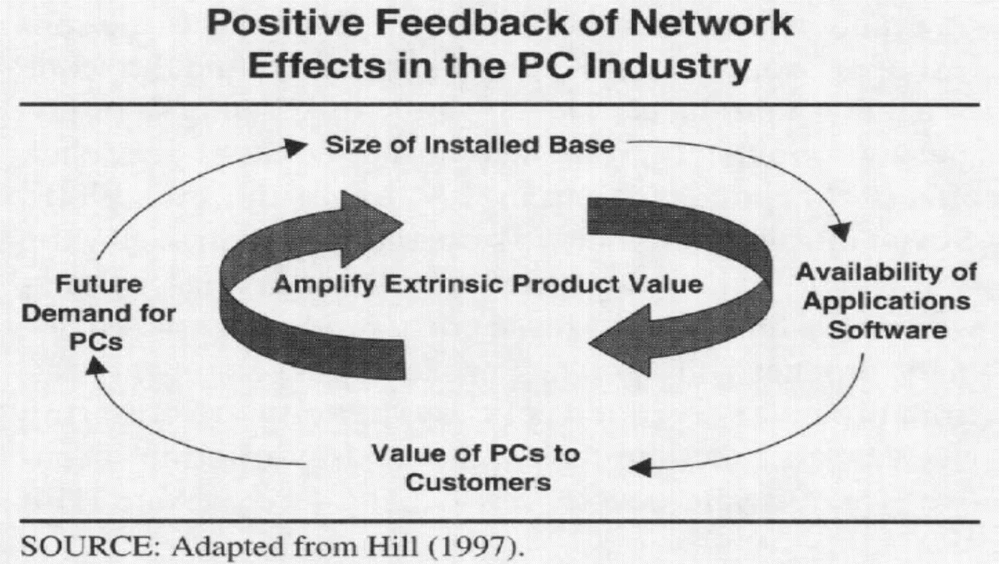 Positive Feedback of Network
Effects in the PC Industry
Size of Installed Base
Availability of
Applications
Software
Amplify Extrinsic Product Value
Future
Demand for
PCs
Value of PCs to
Customers
SOURCE: Adapted from Hill (1997).